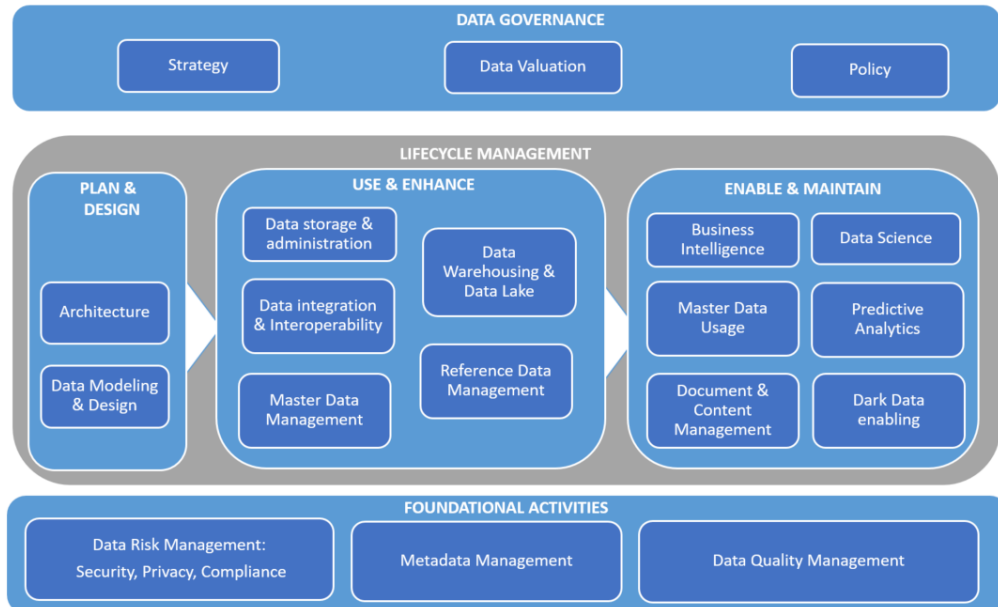 DATA GOVERNANCE
Strategy
Data Valuation
Policy
LIFECYCLE MANAGEMENT
PLAN &
DESIGN
Architecture
Data Modeling
& Design
USE & ENHANCE
Data storage &
administration
Data integration
& Interoperability
Master Data
Management
Data
Warehousing &
Data Lake
Reference Data
Management
ENABLE & MAINTAIN
Business
Intelligence
Data Science
Master Data
Usage
Predictive
Analytics
Document &
Content
Management
Dark Data
enabling
FOUNDATIONAL ACTIVITIES
Data Risk Management:
Security, Privacy, Compliance
Metadata Management
Data Quality Management